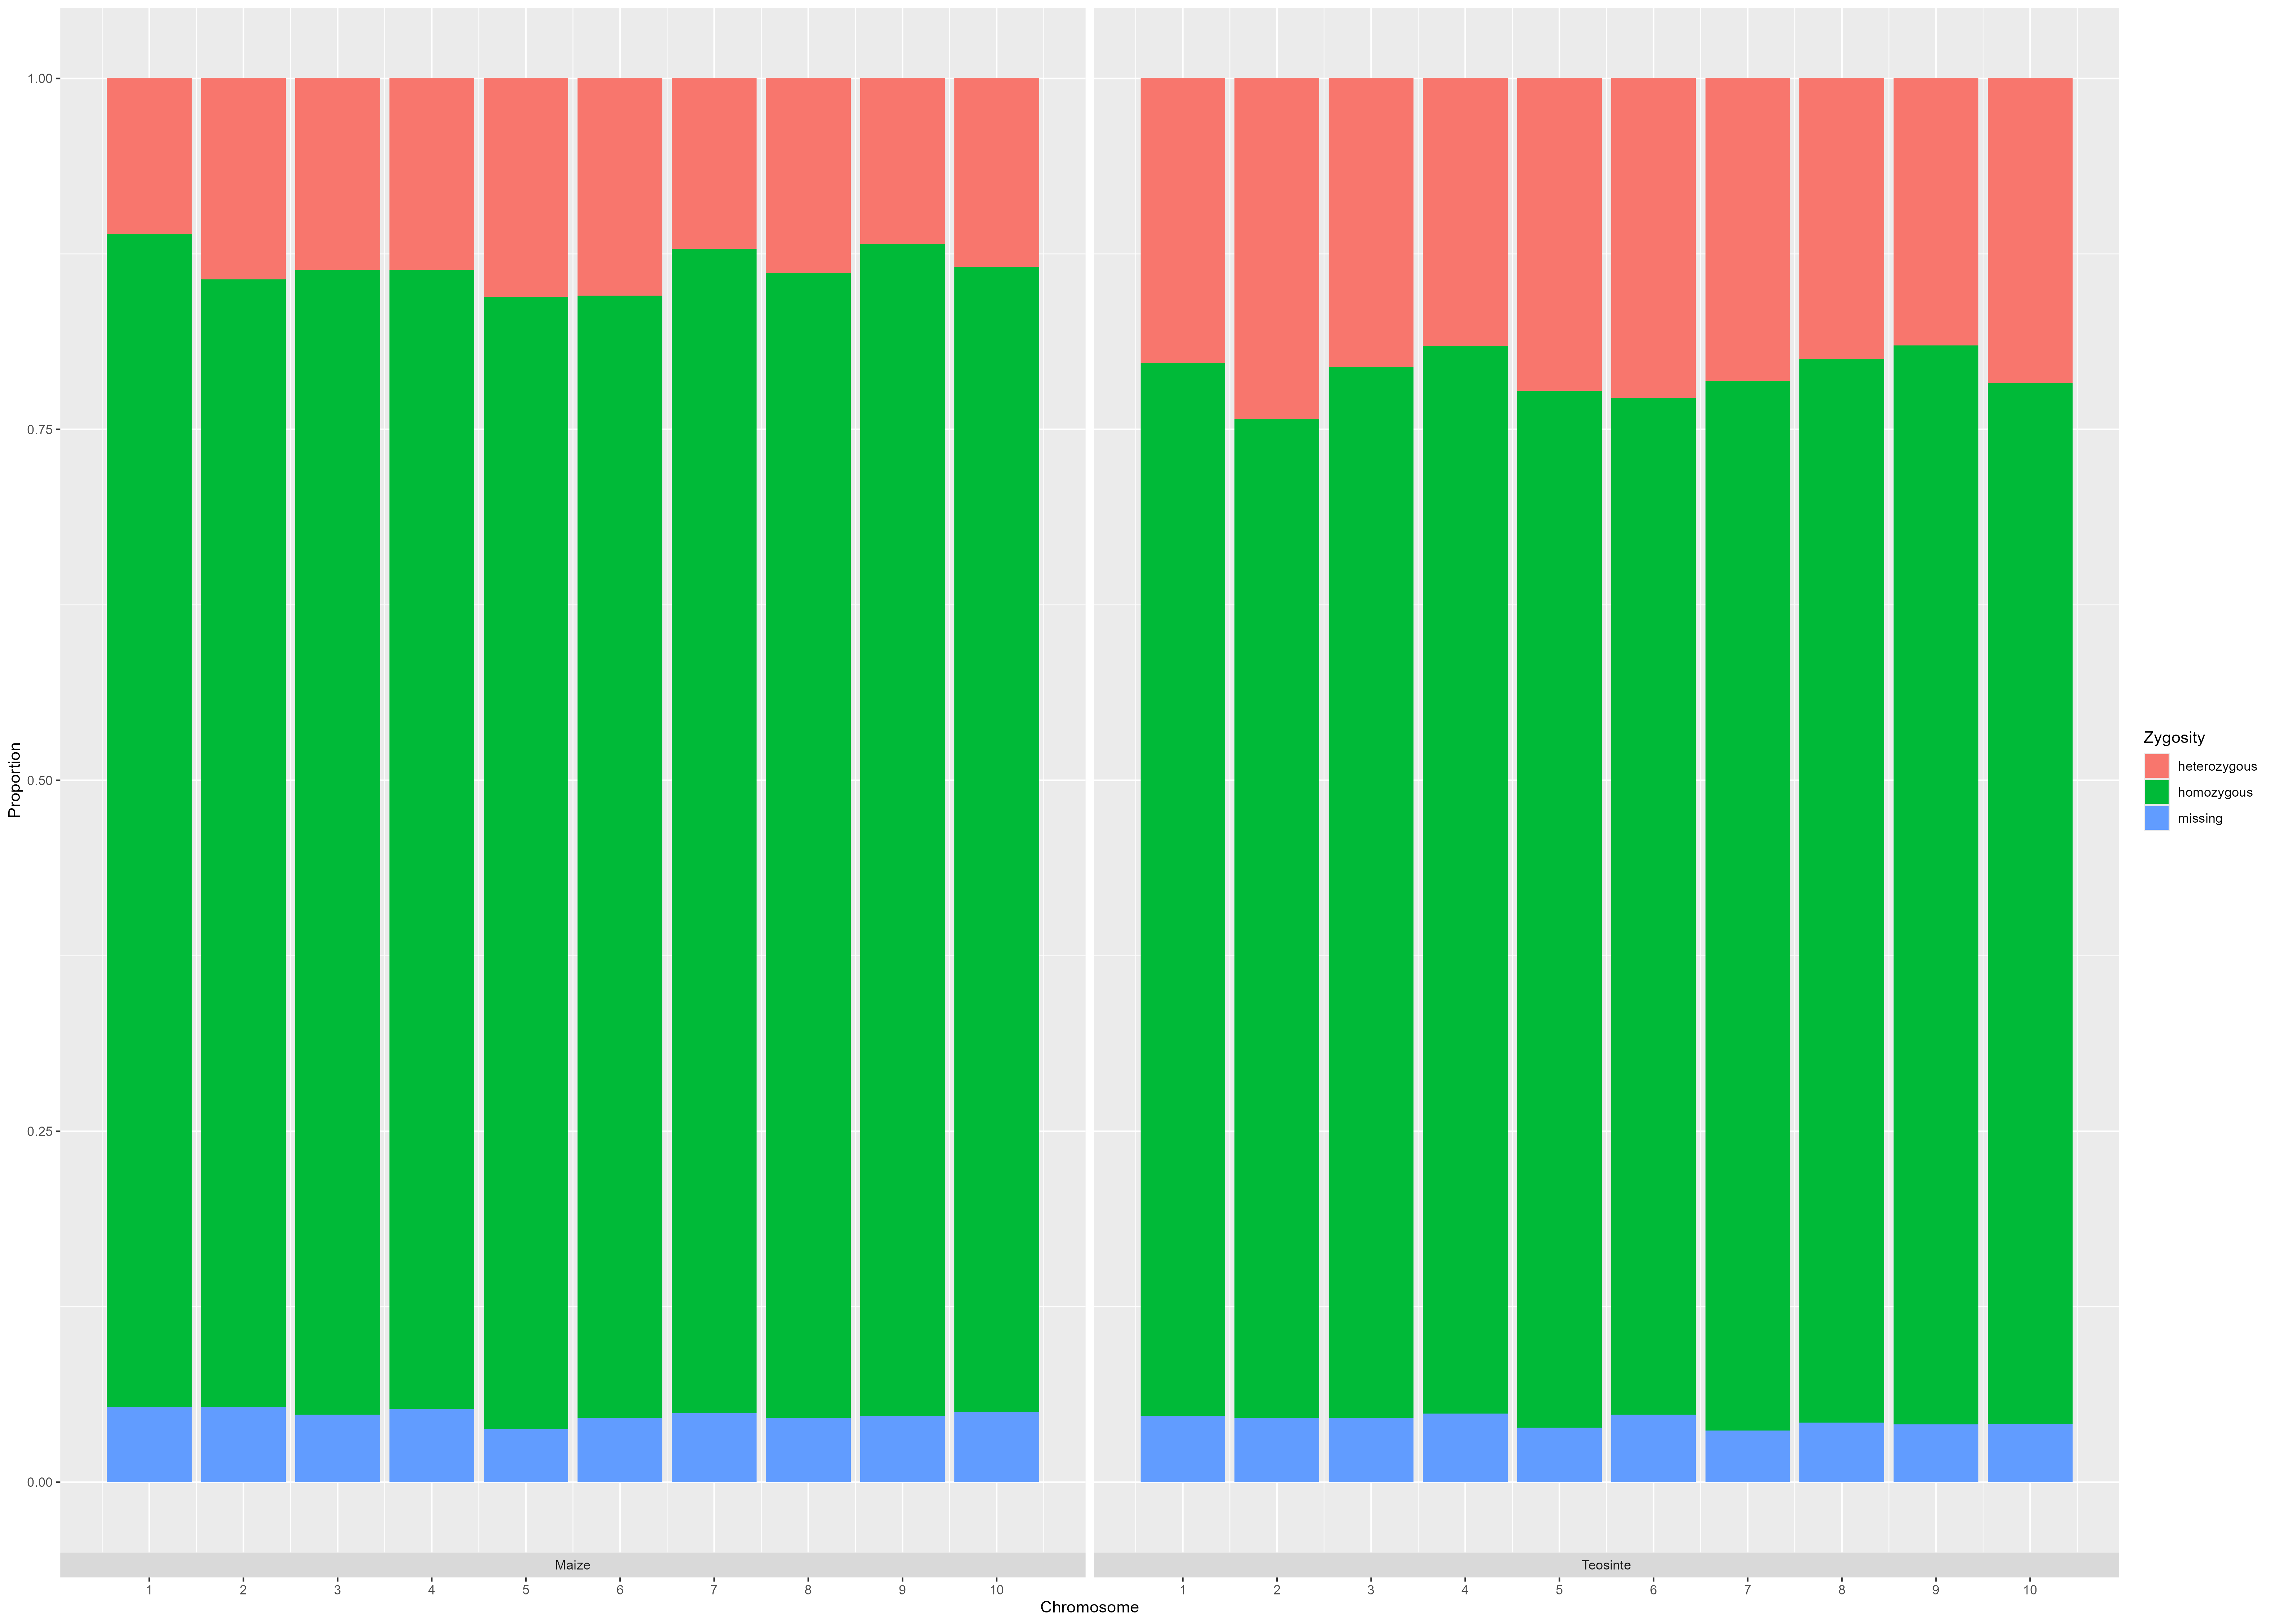 1.00
0.75
0.50
0.25
0.00
Proportion
Maize
Teosinte
1 2 3 4 5 6 7 8 9 10
1 2 3 4 5 6 7 8 9 10
Chromosome
Zygosity
heterozygous
homozygous
missing